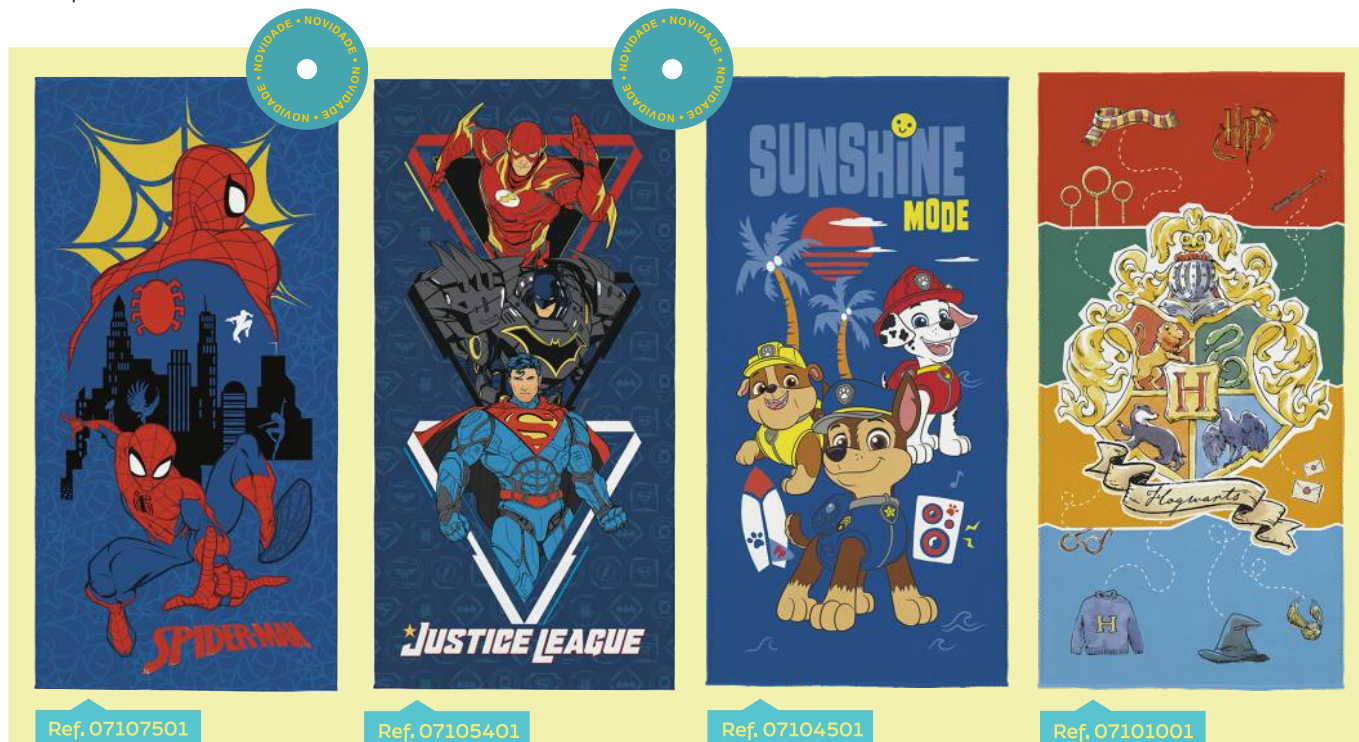 NOVIDADE • NOVIDADE • NOVIDADE •
NOVIDADE • NOVIDADE • NOVIDADE •
SPIDER-MAN
JUSTICE LEAGUE
SUNSHINE
MODE
HP
H
Hogwarts
H
Ref. 07107501
Ref. 07105401
Ref. 07104501
Ref. 07101001